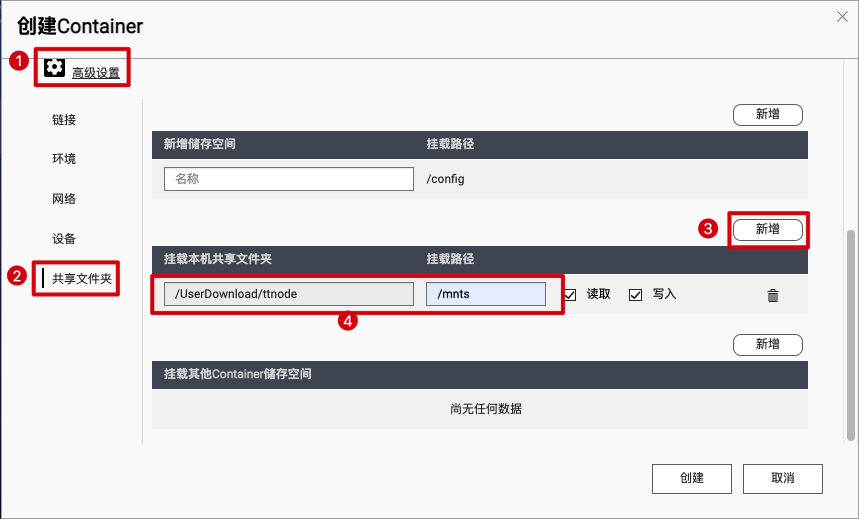 创建Container
1
高级设置
链接
环境
网络
设备
2
共享文件夹
新增
新增储存空间 挂载路径
名称 /config
3
新增
挂载本机共享文件夹 挂载路径
/UserDownload/ttnode /mnts 读取 写入
4
新增
挂载其他Container储存空间
尚无任何数据
创建 取消